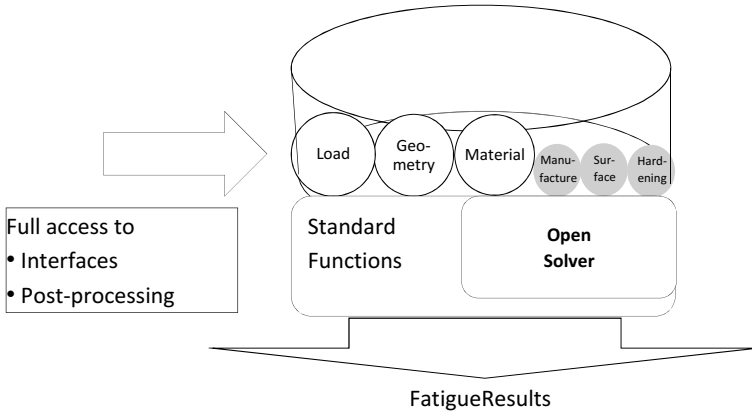 Load
Geo-
metry
Material
Manu-
facture
Sur-
face
Hard-
ening
Full access to
• Interfaces
• Post-processing
Standard
Functions
Open
Solver
FatigueResults